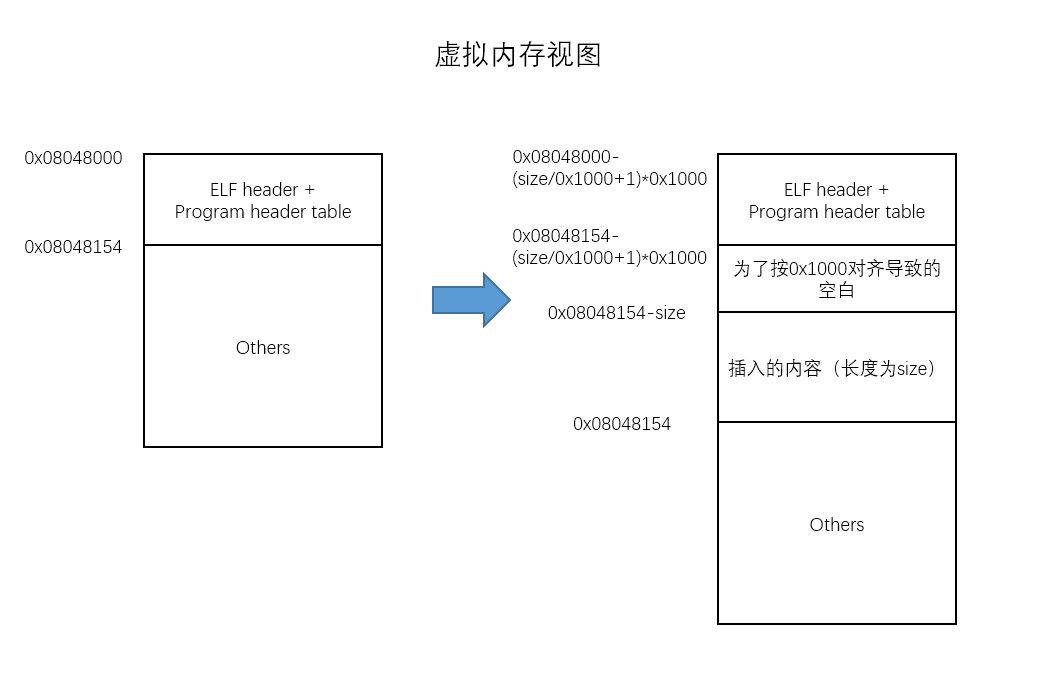 虚拟内存视图
0x08048000
ELF header +
Program header table
0x08048154
Others
0x08048000-
(size/0x1000+1)*0x1000
ELF header +
Program header table
0x08048154-
(size/0x1000+1)*0x1000
为了按0x1000对齐导致的
空白
0x08048154-size
插入的内容（长度为size）
0x08048154
Others